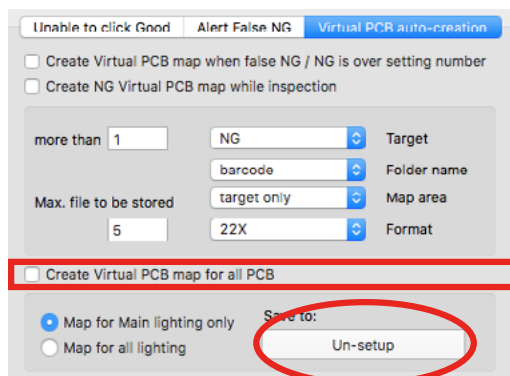 Unable to click Good Alert False NG Virtual PCB auto-creation
Create Virtual PCB map when false NG / NG is over setting number
Create NG Virtual PCB map while inspection
more than 1 NG Target
barcode Folder name
Max. file to be stored target only Map area
5 22X Format
Create Virtual PCB map for all PCB
Map for Main lighting only Save to:
Map for all lighting Un-setup